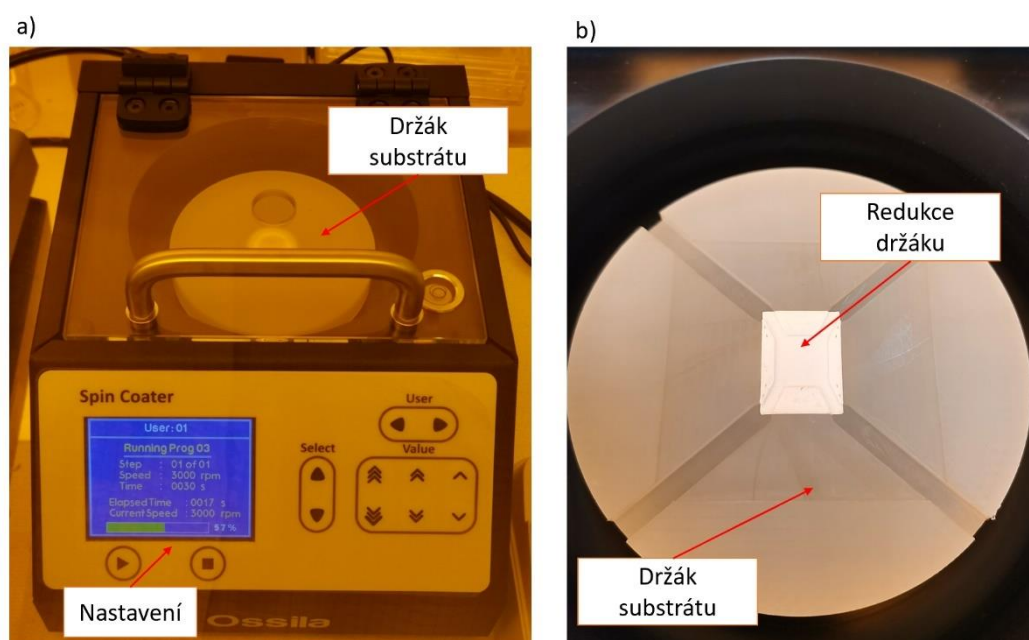 a)
Držák
substrátu
Spin Coater
User: 01
Running Prog 03
Step : 01 of 01
Speed : 3000 rpm
Time : 0030 s
Elapsed Time : 0017 s
Current Speed : 3000 rpm
57%
User
Select
Value
Nastavení
Ossila
b)
Redukce
držáku
Držák
substrátu